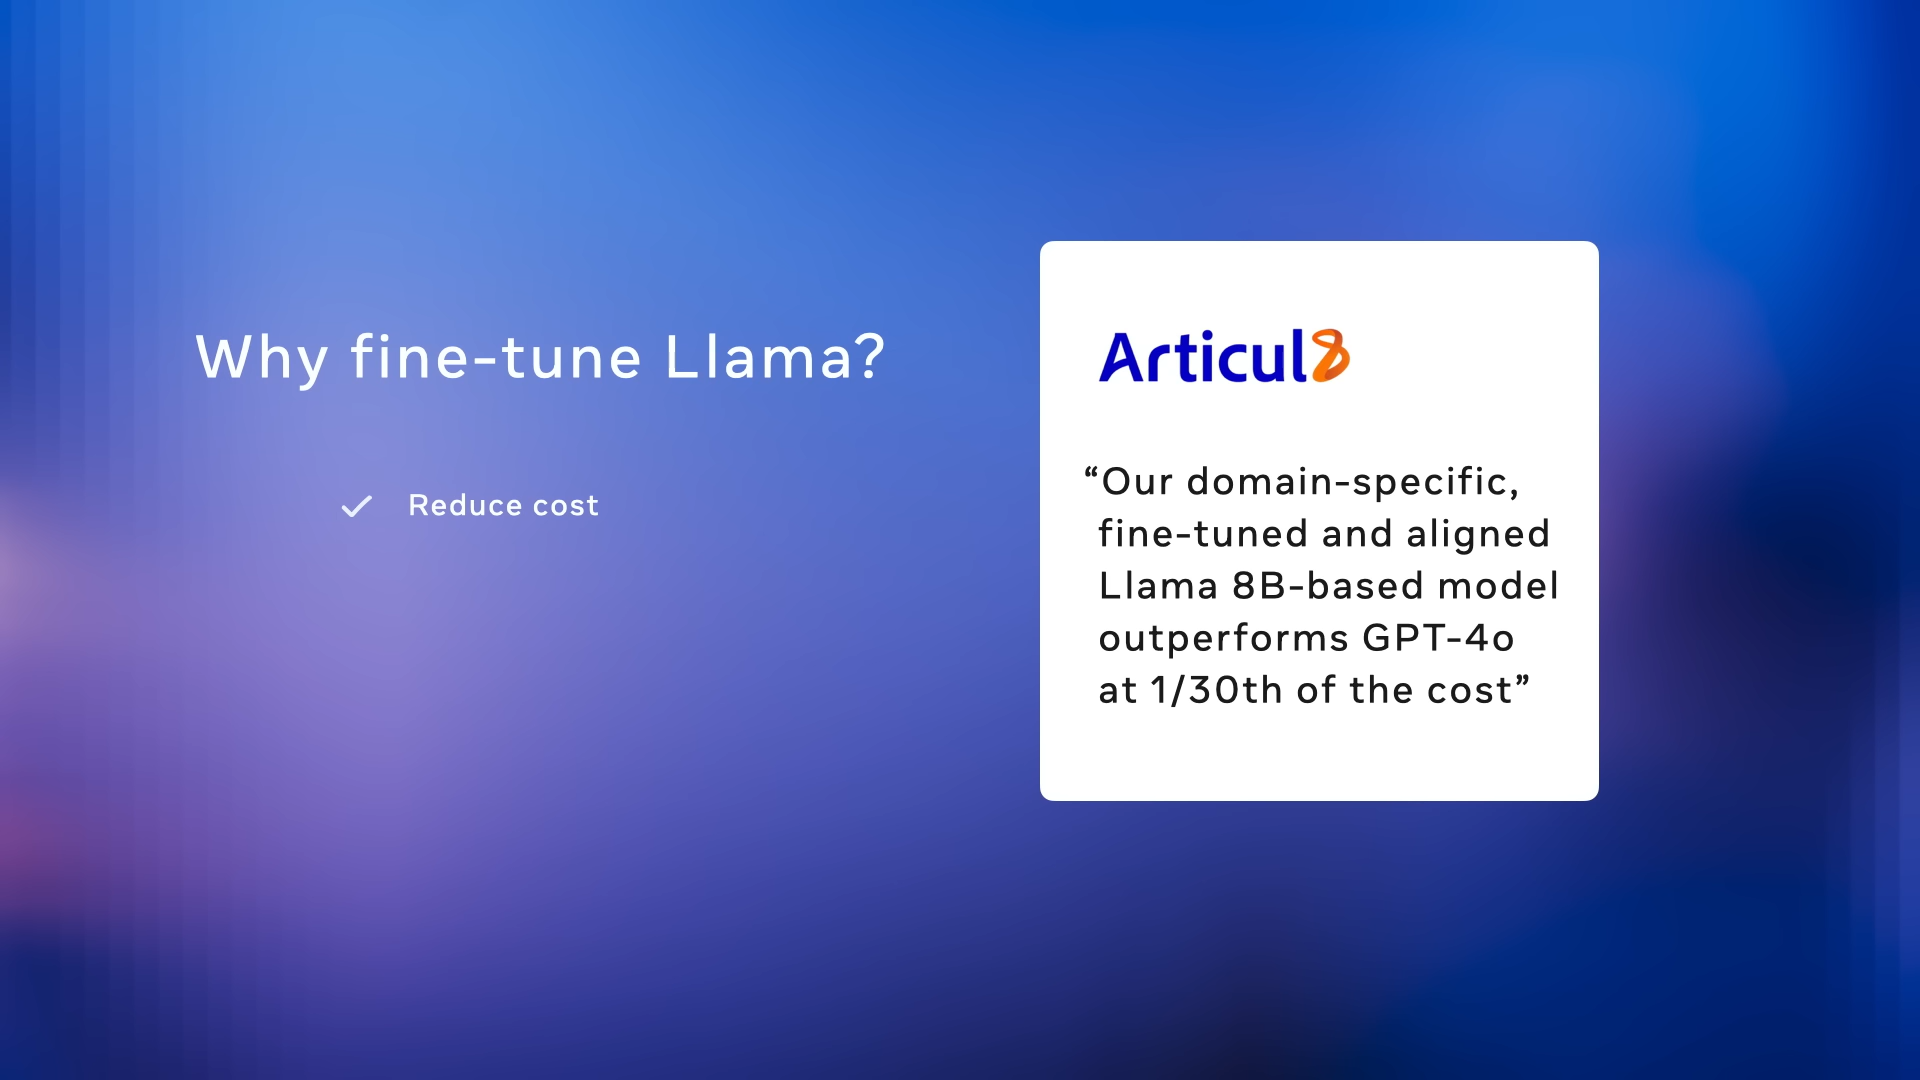 Why fine-tune Llama?
Reduce cost
Articul8
“Our domain-specific,
fine-tuned and aligned
Llama 8B-based model
outperforms GPT-4o
at 1/30th of the cost”